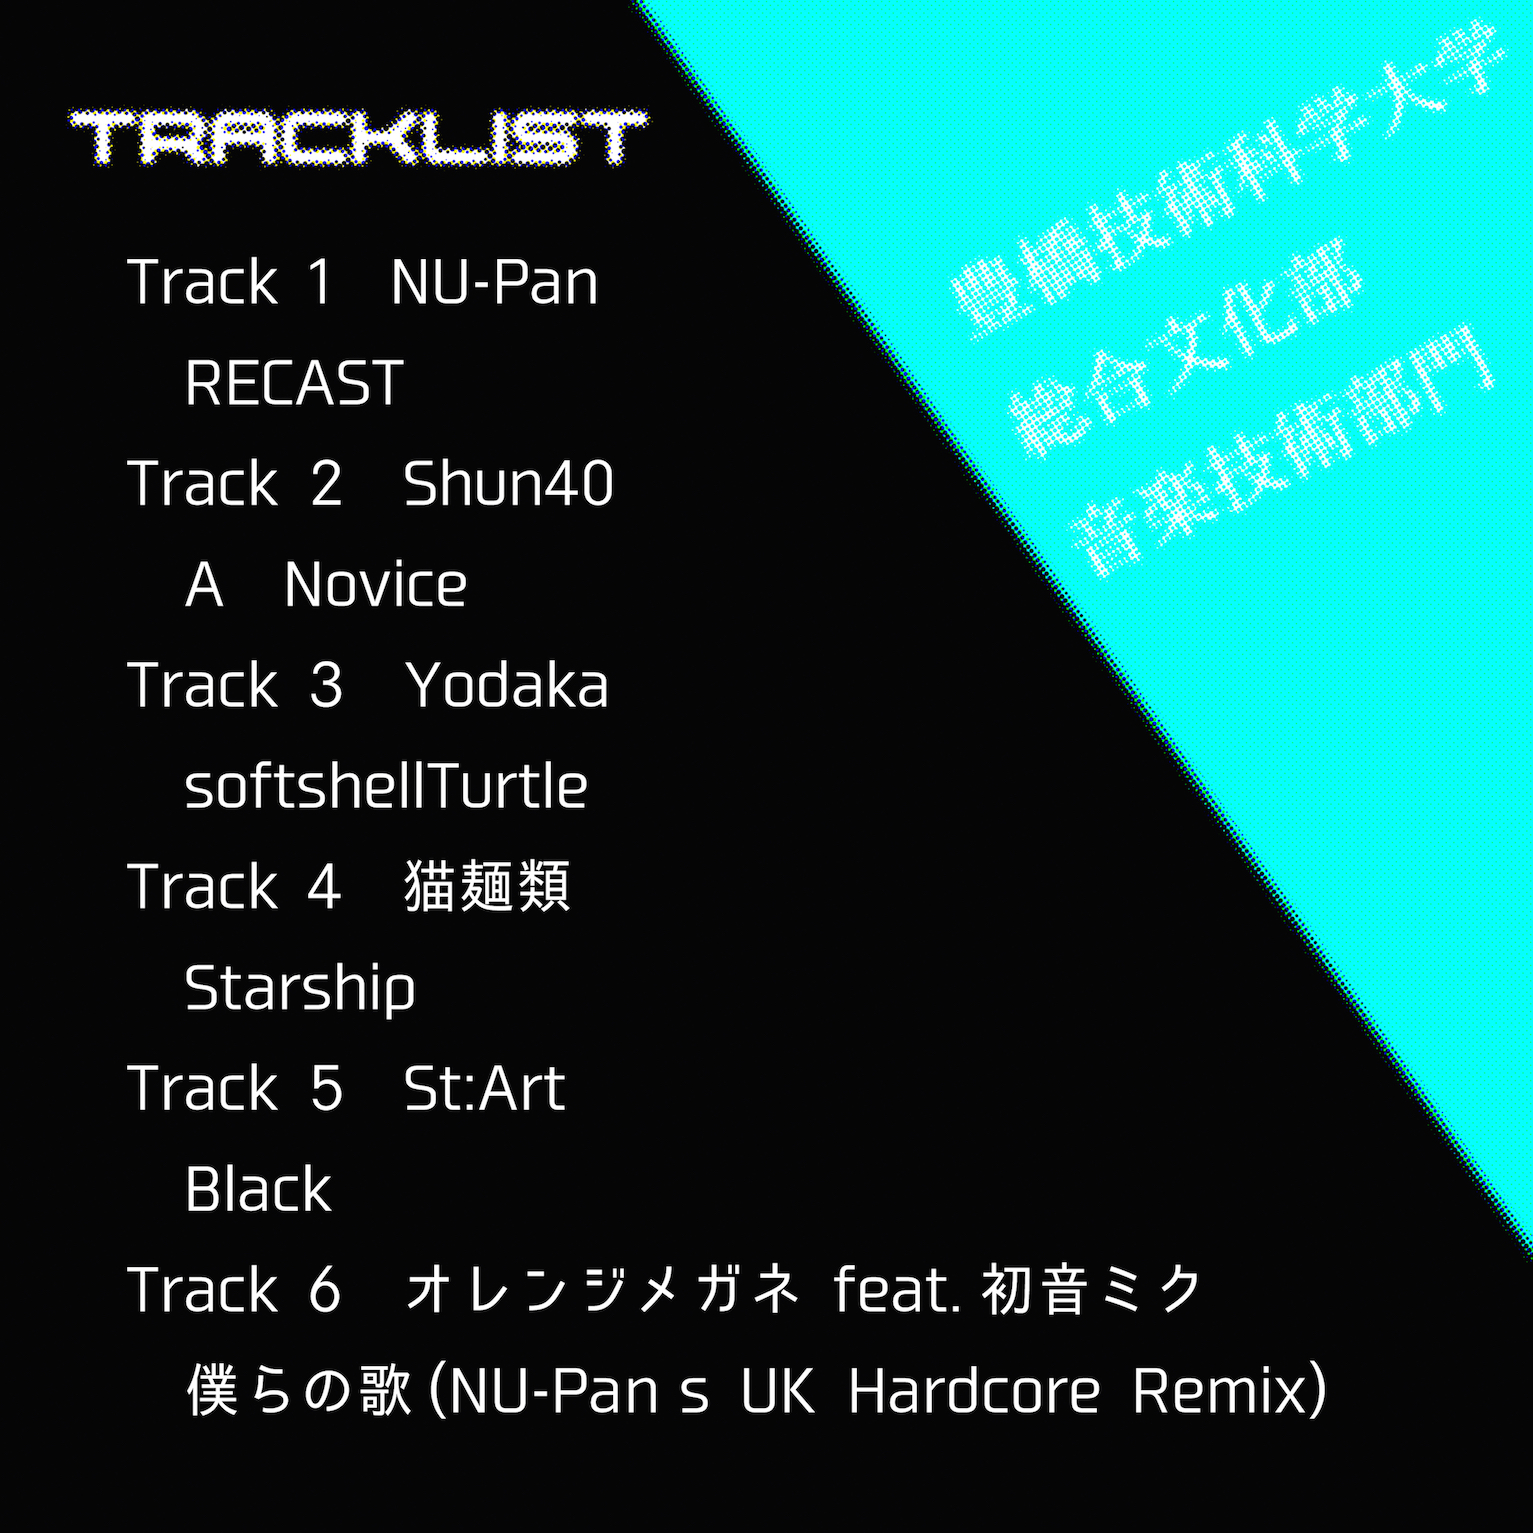 TRACKLIST
Track 1 NU-Pan
RECAST
Track 2 Shun40
A Novice
Track 3 Yodaka
softshellTurtle
Track 4 猫麺類
Starship
Track 5 St:Art
Black
Track 6 オレンジメガネ feat. 初音ミク
僕らの歌(NU-Pan s UK Hardcore Remix)
豊橋技術科学大学
総合文化部
音楽技術部門